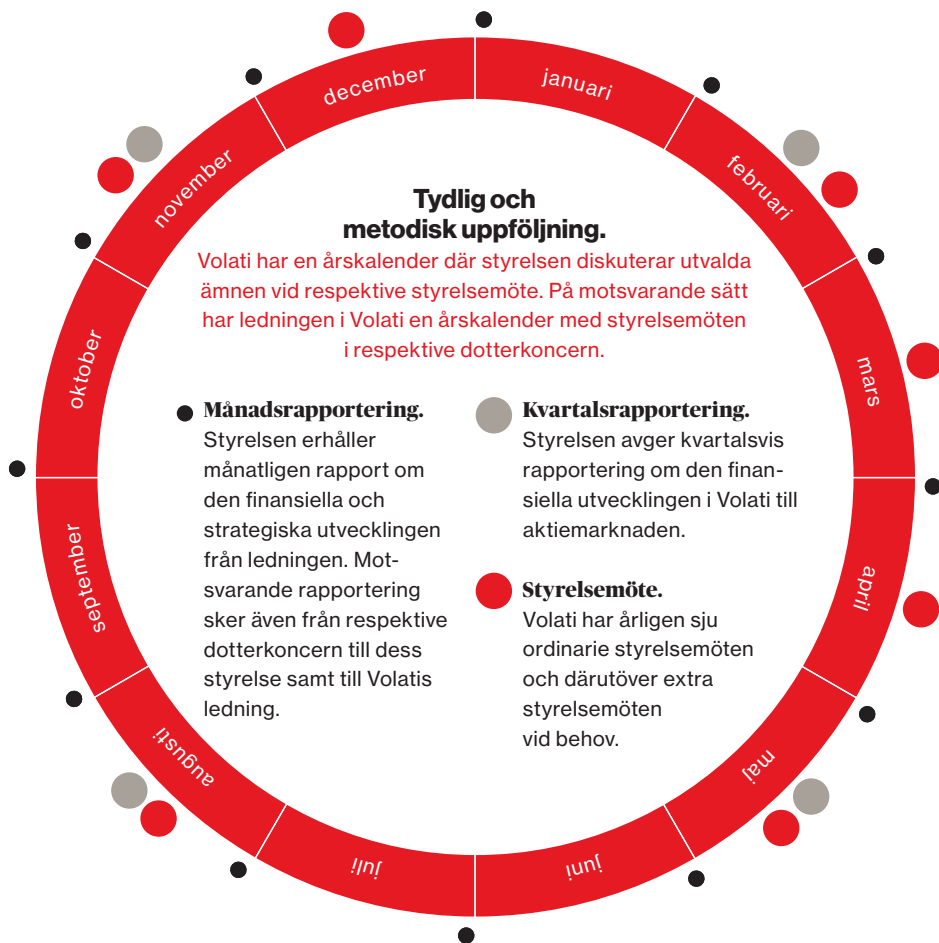 december
januari
november
februari
oktober
mars
september
april
augusti
maj
juli
juni
Tydlig och
metodisk uppföljning.
Volati har en årskalender där styrelsen diskuterar utvalda
ämnen vid respektive styrelsemöte. På motsvarande sätt
har ledningen i Volati en årskalender med styrelsemöten
i respektive dotterkoncern.
Månadsrapportering.
Styrelsen erhåller
månatligen rapport om
den finansiella och
strategiska utvecklingen
från ledningen. Mot-
svarande rapportering
sker även från respektive
dotterkoncern till dess
styrelse samt till Volatis
ledning.
Kvartalsrapportering.
Styrelsen avger kvartalsvis
rapportering om den finan-
siella utvecklingen i Volati till
aktiemarknaden.
Styrelsemöte.
Volati har årligen sju
ordinarie styrelsemöten
och därutöver extra
styrelsemöten
vid behov.